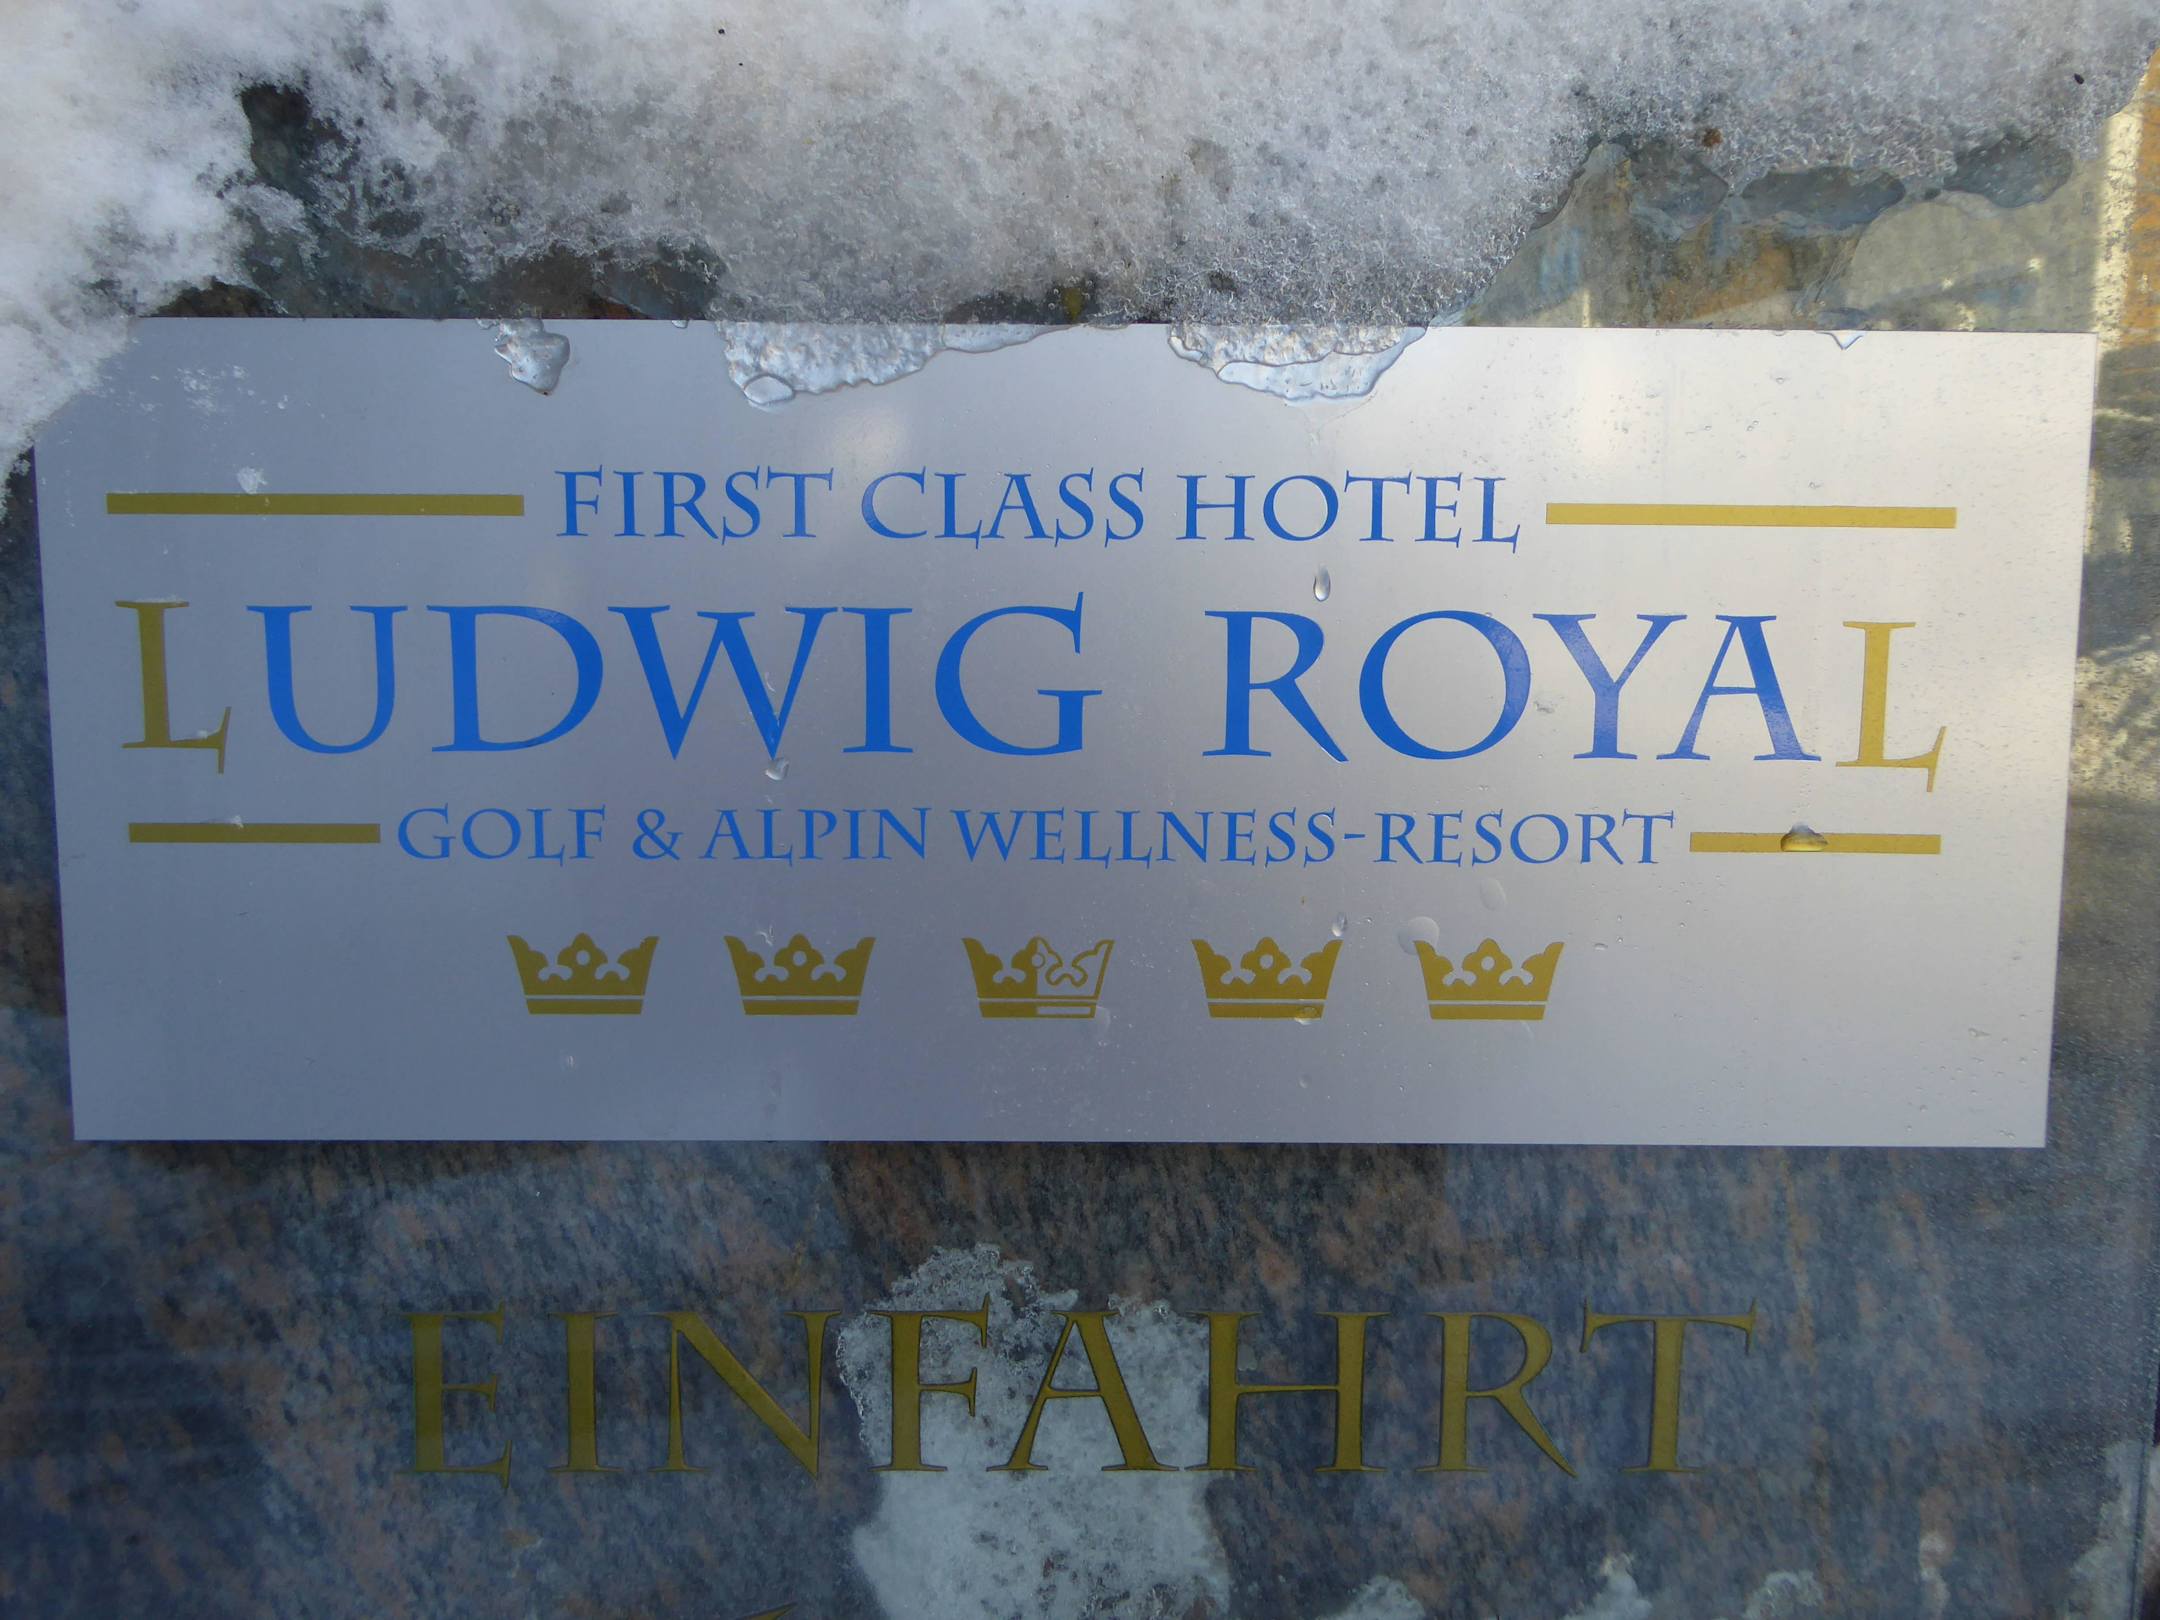 FIRST CLASS HOTEL
LUDWIG ROYAL
GOLF & ALPIN WELLNESS-RESORT
EINFAHRT